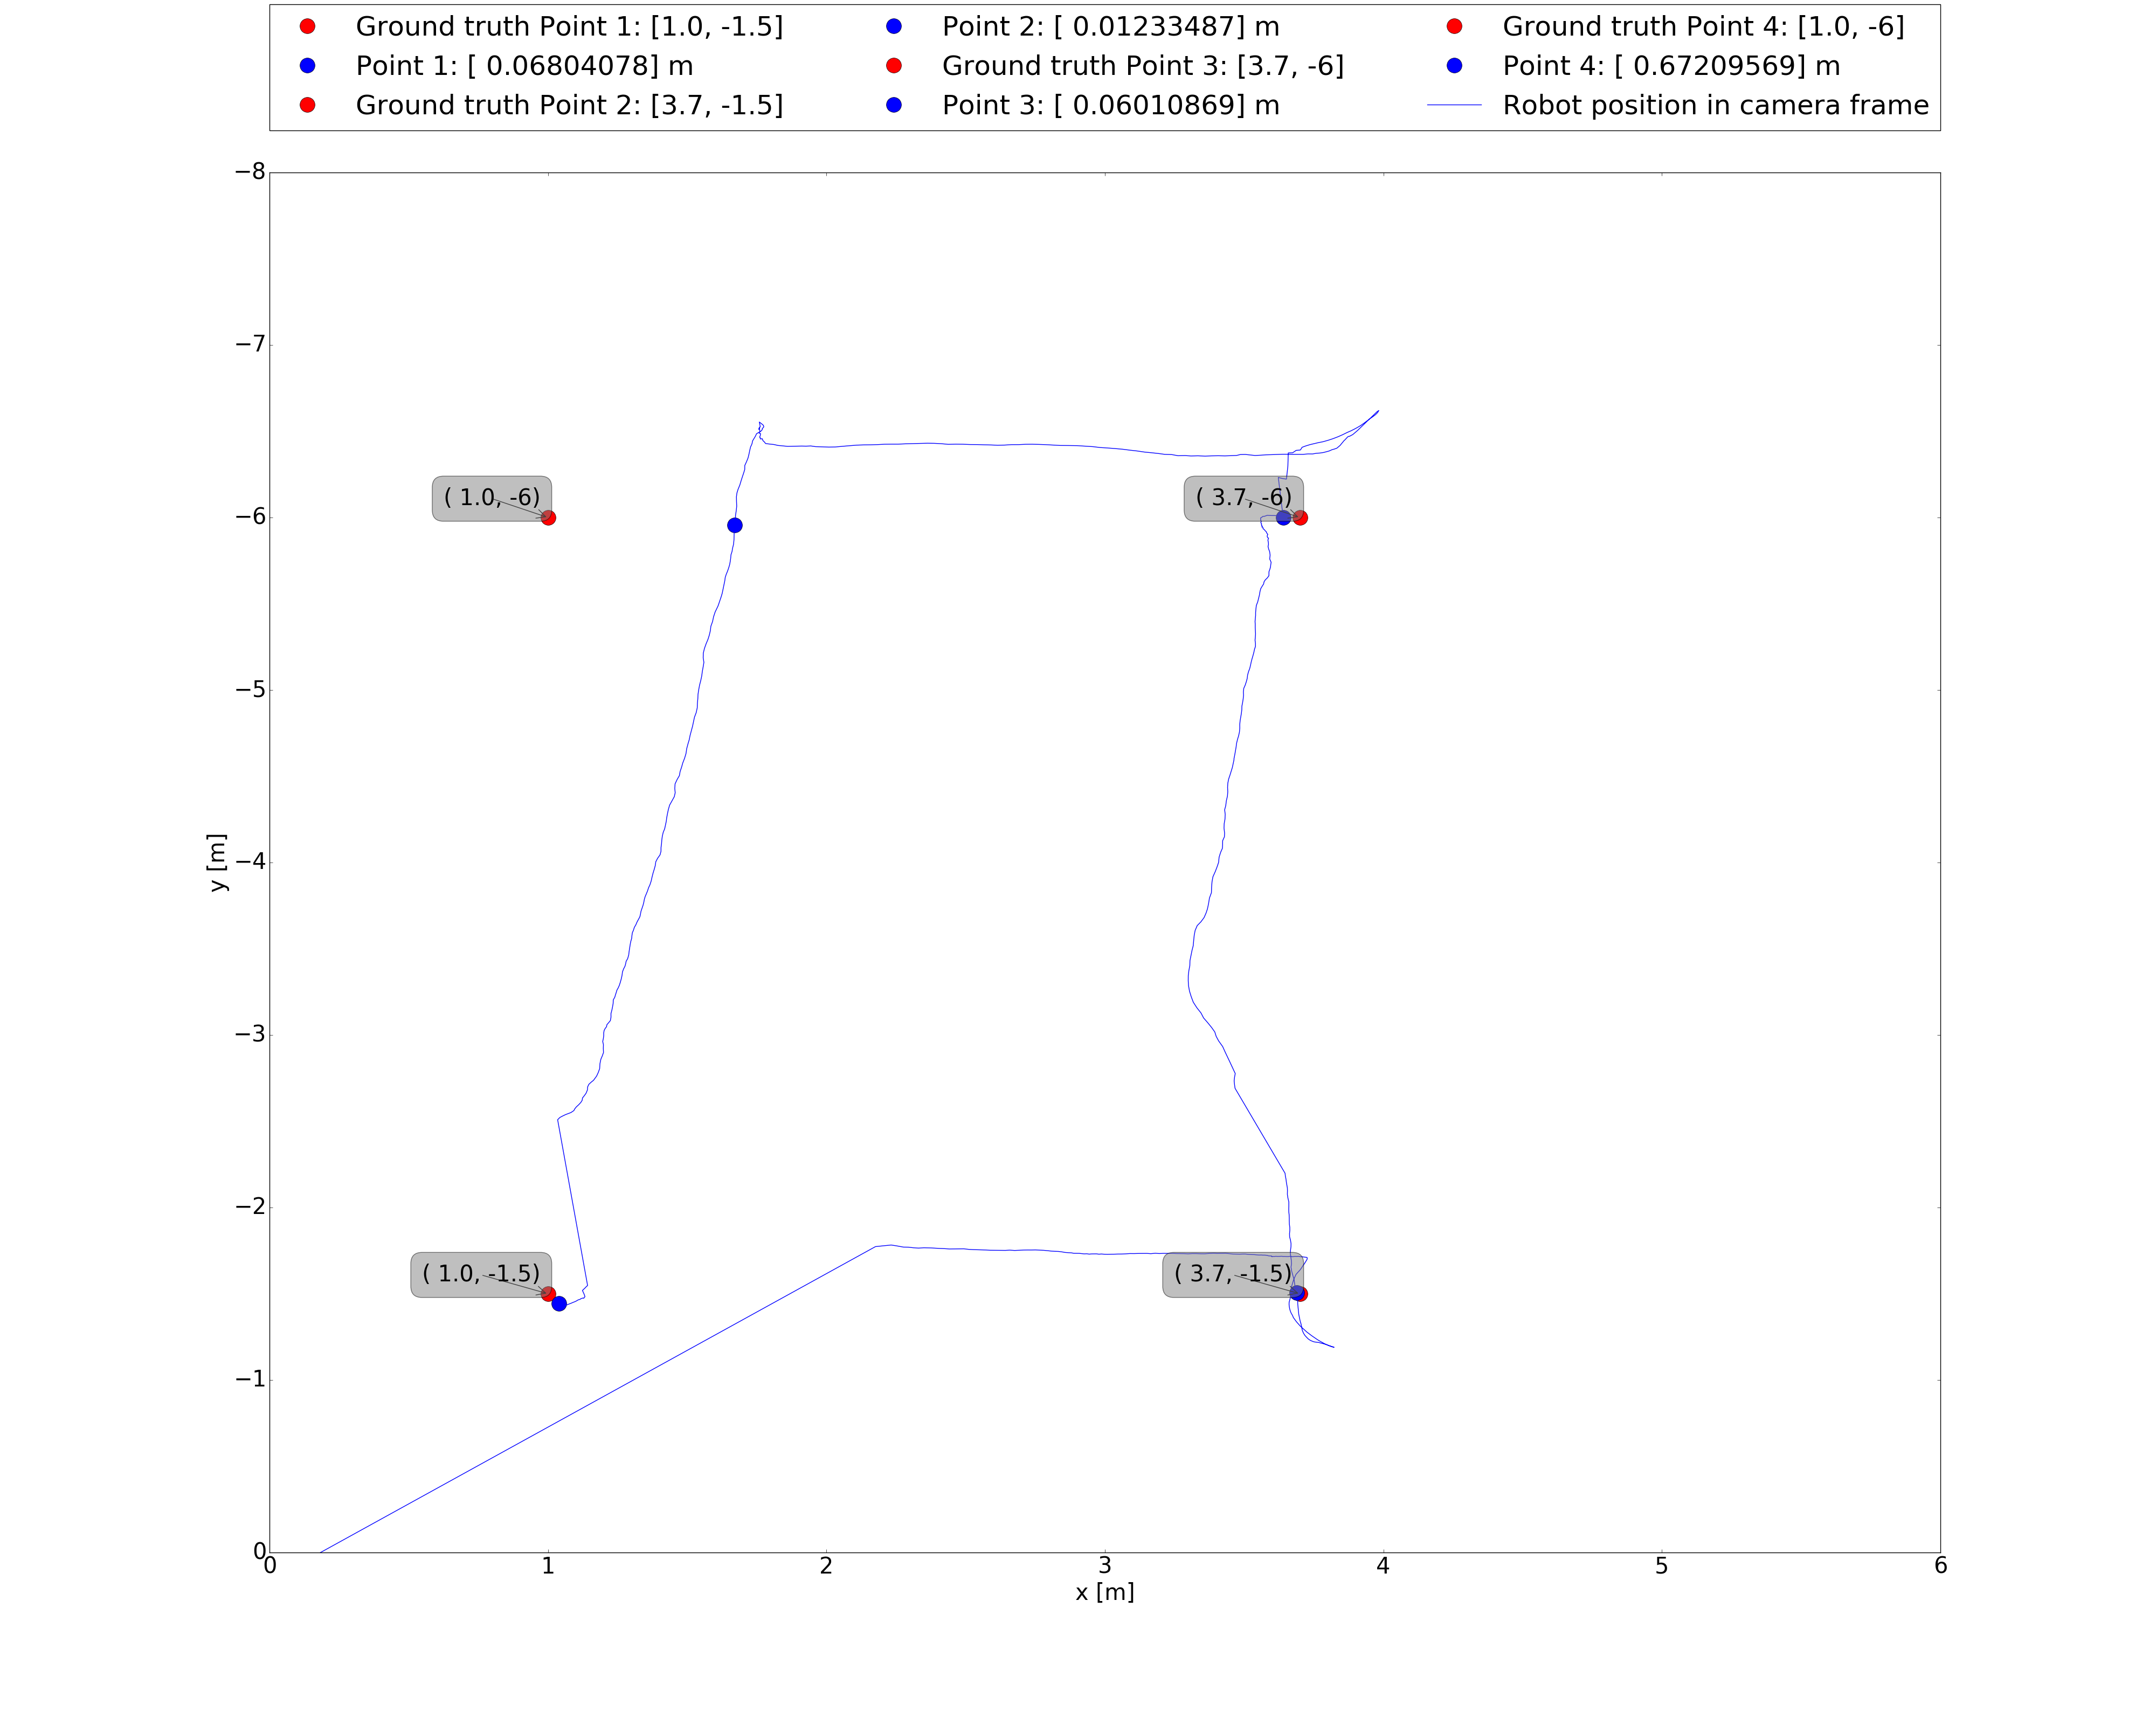 Ground truth Point 1: [1.0, -1.5]
Point 1: [ 0.06804078] m
Ground truth Point 2: [3.7, -1.5]
Point 2: [ 0.01233487] m
Ground truth Point 3: [3.7, -6]
Point 3: [ 0.06010869] m
Ground truth Point 4: [1.0, -6]
Point 4: [ 0.67209569] m
Robot position in camera frame
−8
−7
−6
−5
−4
−3
−2
−1
0
y [m]
( 1.0, -6)
( 3.7, -6)
( 1.0, -1.5)
( 3.7, -1.5)
0
1
2
3
4
5
6
x [m]